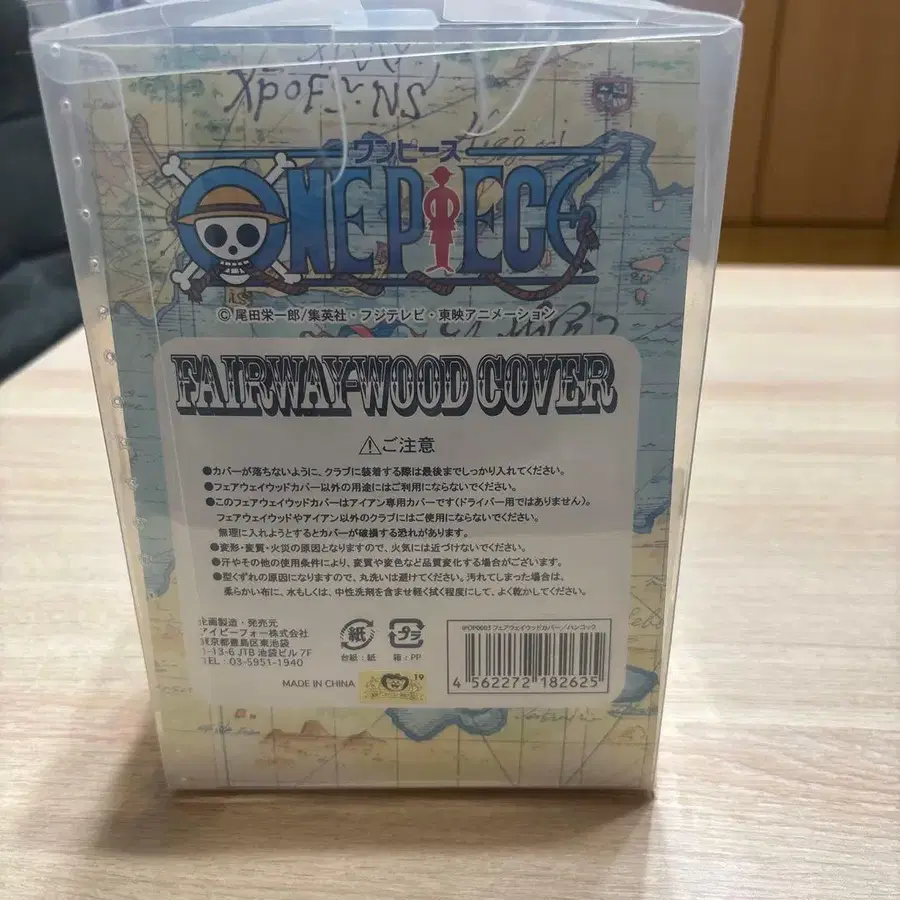 ワンピース
ONE PIECE
© 尾田栄一郎/集英社・フジテレビ・東映アニメーション
FAIRWAY-WOOD COVER
⚠ご注意
●カバーが落ちないように、クラブに装着する際は最後までしっかり入れてください。
●フェアウェイウッドカバー以外の用途にはご利用にならないでください。
●このフェアウェイウッドカバーはアイアン専用カバーです(ドライバー用ではありません)。
フェアウッドやアイアン以外のクラブにはご使用にならないでください。
無理に入れようとするとカバーが破損する恐れがあります。
●変形・変質・火災の原因となりますので、火気には近づけないでください。
●汗やその他の使用条件により、変質や変色など品質変化する場合がございます。
●型くずれの原因になりますので、丸洗いは避けてください。汚れてしまった場合は、
柔らかい布に、水もしくは、中性洗剤を含ませ軽く拭く程度にして、よく乾かしてください。
企画製造・発売元
アイピーフォー株式会社
東京都豊島区東池袋
1-13-6 JTB 池袋ビル 7F
TEL: 03-5951-1940
紙
台紙:紙
プラ
箱:PP
IPOP0003 フェアウェイウッドカバー/ハンコック
4 562272 182625
MADE IN CHINA
19